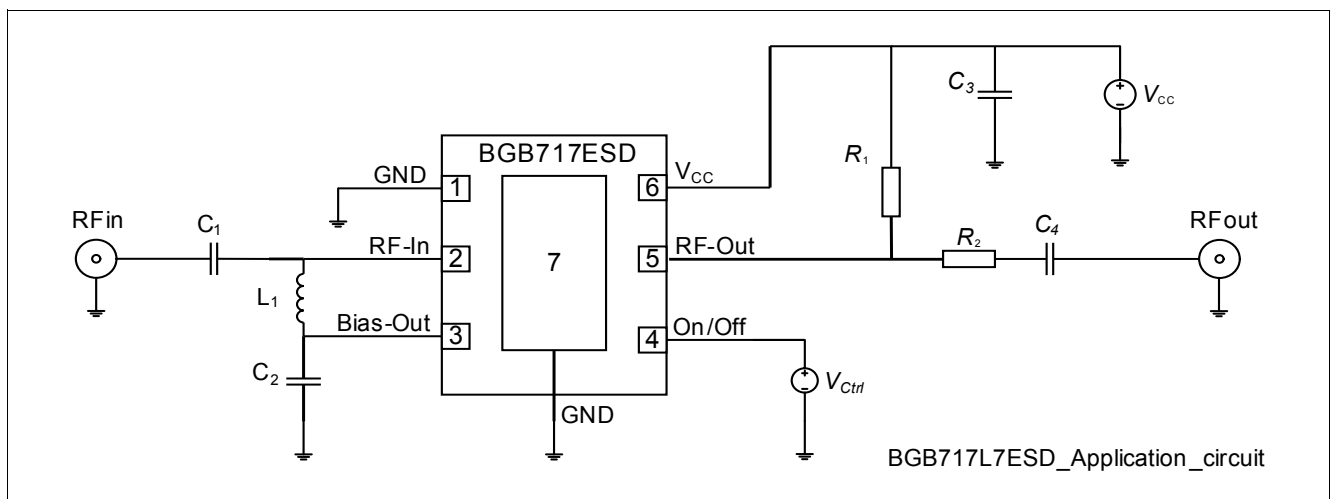 C3
VCC
BGB717ESD
R1
GND
1
6
VCC
RFin
C1
RF-In
2
7
5
RF-Out
R2
C4
RFout
L1
Bias-Out
3
4
On/Off
C2
VCtrl
GND
BGB717L7ESD_Application_circuit